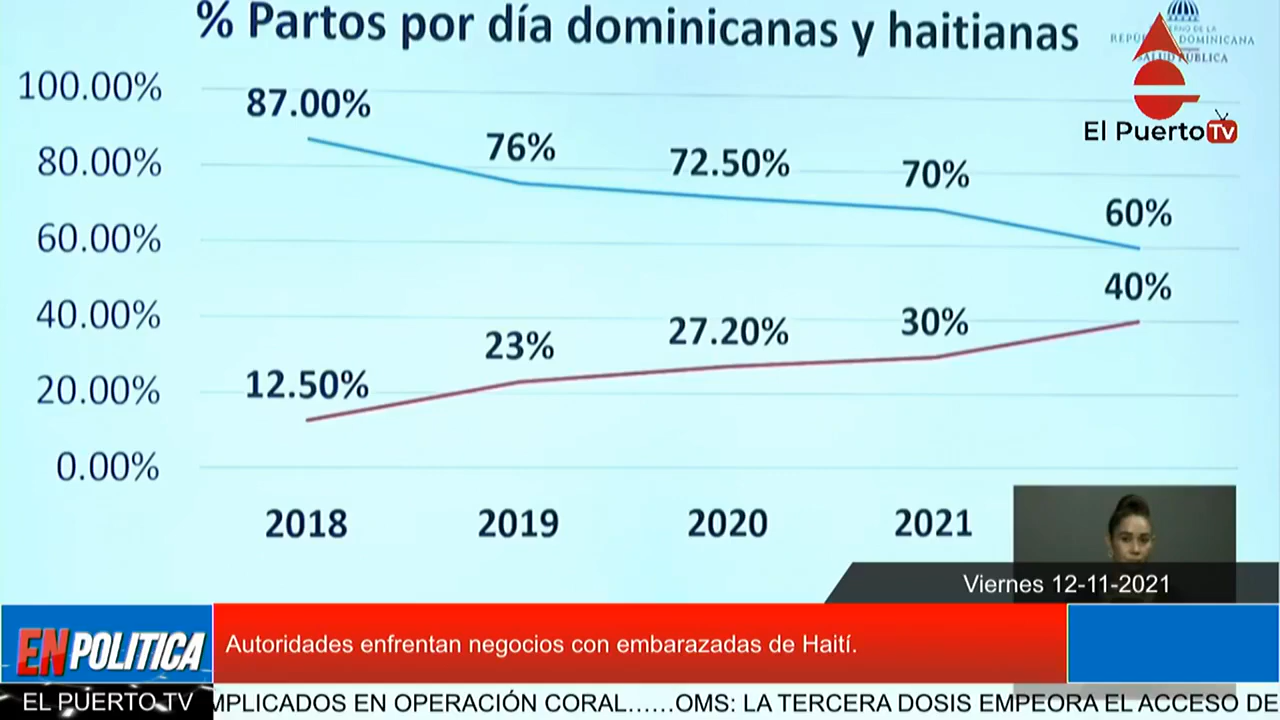 % Partos por día dominicanas y haitianas
REPÚBLICA DOMINICANA
SALUD PÚBLICA
El Puerto Tv
100.00%
80.00%
60.00%
40.00%
20.00%
0.00%
87.00%
76%
72.50%
70%
60%
12.50%
23%
27.20%
30%
40%
2018
2019
2020
2021
Viernes 12-11-2021
EN POLITICA
Autoridades enfrentan negocios con embarazadas de Haití.
EL PUERTO TV
MPLICADOS EN OPERACIÓN CORAL......OMS: LA TERCERA DOSIS EMPEORA EL ACCESO DE